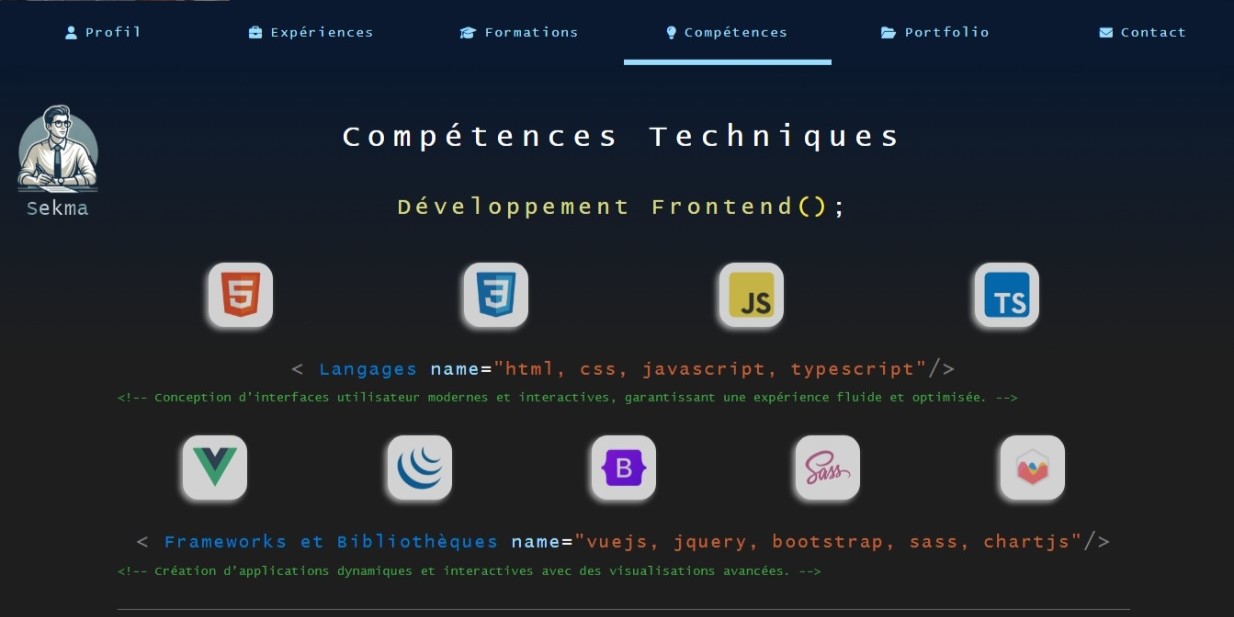 Profil Expériences Formations Compétences Portfolio Contact
Compétences Techniques
Sekma
Développement Frontend();
5 3 JS TS
< Langages name="html, css, javascript, typescript"/>
<!-- Conception d'interfaces utilisateur modernes et interactives, garantissant une expérience fluide et optimisée. -->
B Sass
< Frameworks et Bibliothèques name="vuejs, jquery, bootstrap, sass, chartjs"/>
<!-- Création d'applications dynamiques et interactives avec des visualisations avancées. -->